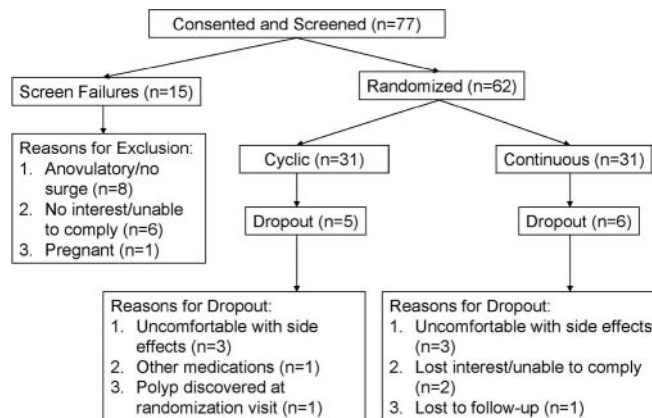 Consented and Screened (n=77)
Screen Failures (n=15)
Randomized (n=62)
Reasons for Exclusion:
1. Anovulatory/no
surge (n=8)
2. No interest/unable
to comply (n=6)
3. Pregnant (n=1)
Cyclic (n=31)
Continuous (n=31)
Dropout (n=5)
Dropout (n=6)
Reasons for Dropout:
1. Uncomfortable with side
effects (n=3)
2. Other medications (n=1)
3. Polyp discovered at
randomization visit (n=1)
Reasons for Dropout:
1. Uncomfortable with side effects
(n=3)
2. Lost interest/unable to comply
(n=2)
3. Lost to follow-up (n=1)